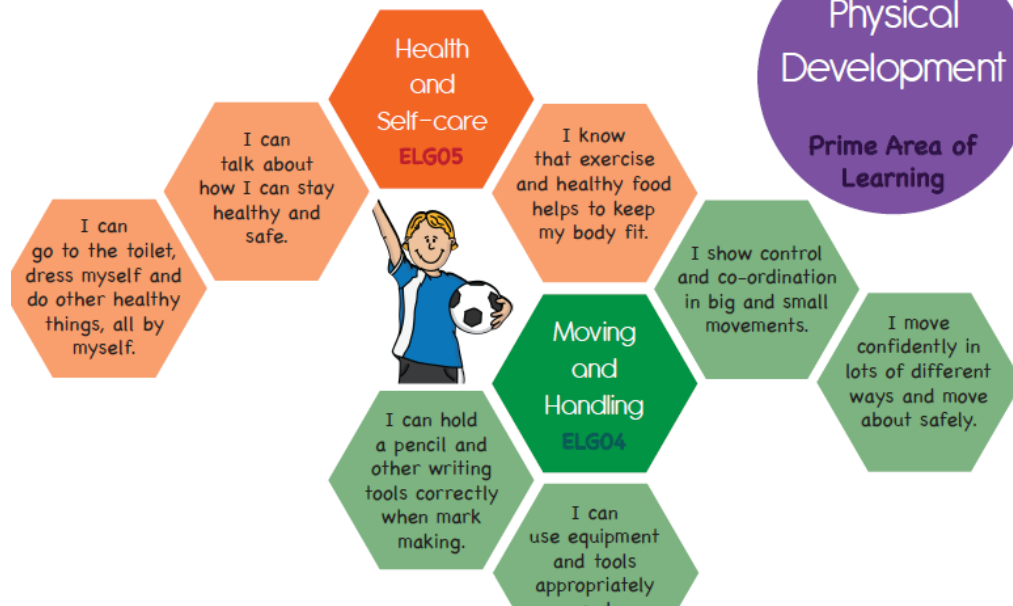 Physical
Development
Prime Area of
Learning
Health
and
Self-care
ELG05
I can
talk about
how I can stay
healthy and
safe.
I know
that exercise
and healthy food
helps to keep
my body fit.
I can
go to the toilet,
dress myself and
do other healthy
things, all by
myself.
I show control
and co-ordination
in big and small
movements.
Moving
and
Handling
ELG04
I move
confidently in
lots of different
ways and move
about safely.
I can hold
a pencil and
other writing
tools correctly
when mark
making.
I can
use equipment
and tools
appropriately